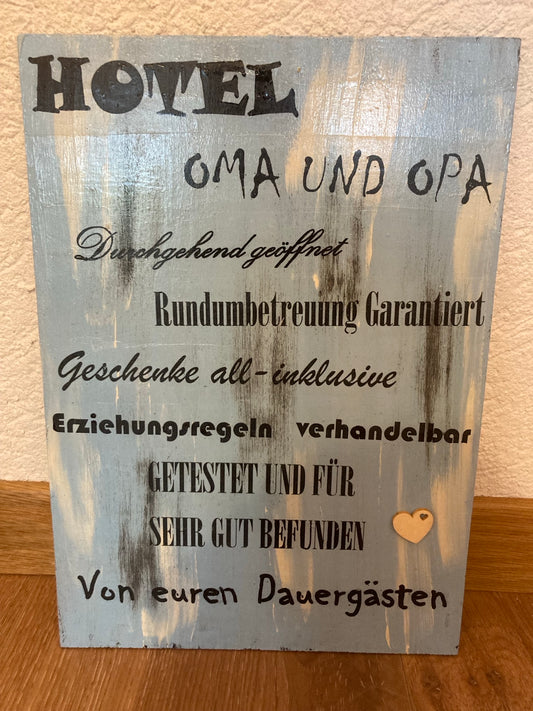 HOTEL
OMA UND OPA
Durchgehend geöffnet
Rundumbetreuung Garantiert
Geschenke all-inklusive
Erziehungsregeln verhandelbar
GETESTET UND FÜR
SEHR GUT BEFUNDEN
Von euren Dauergästen